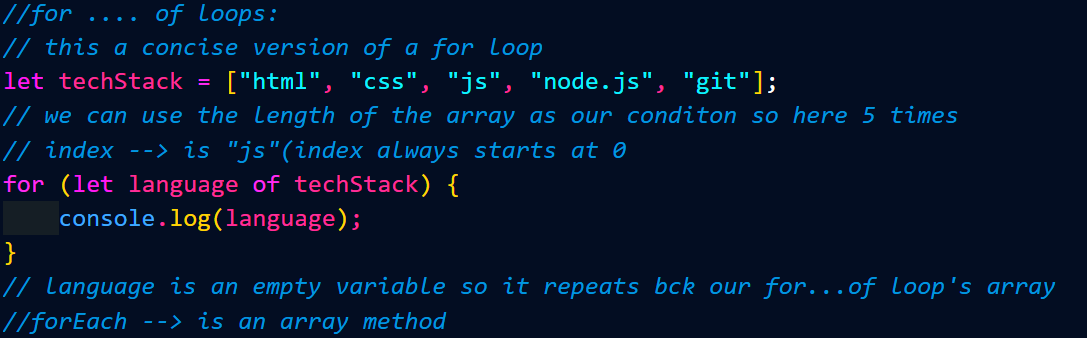 //for .... of loops:
// this a concise version of a for loop
let techStack = ["html", "css", "js", "node.js", "git"];
// we can use the length of the array as our conditon so here 5 times
// index --> is "js"(index always starts at 0
for (let language of techStack) {
    console.log(language);
}
// language is an empty variable so it repeats bck our for...of loop's array
//forEach --> is an array method